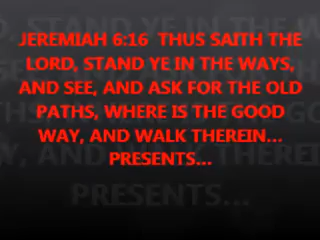 JEREMIAH 6:16 THUS SAITH THE
LORD, STAND YE IN THE WAYS,
AND SEE, AND ASK FOR THE OLD
PATHS, WHERE IS THE GOOD
WAY, AND WALK THEREIN...
PRESENTS...
PRESENTS...